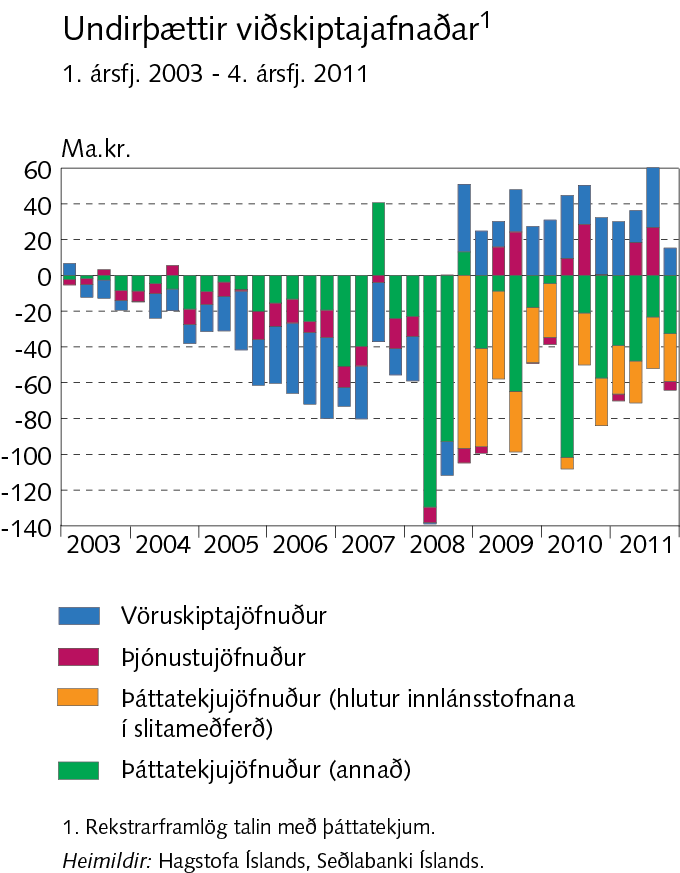 Undirþættir viðskiptajafnaðar1
1. ársfj. 2003 - 4. ársfj. 2011
Ma.kr.
60
40
20
0
-20
-40
-60
-80
-100
-120
-140
2003 2004 2005 2006 2007 2008 2009 2010 2011
Vöruskiptajöfnuður
Þjónustujöfnuður
Þáttatekjujöfnuður (hlutur innlánsstofnana
í slitameðferð)
Þáttatekjujöfnuður (annað)
1. Rekstrarframlög talin með þáttatekjum.
Heimildir: Hagstofa Íslands, Seðlabanki Íslands.